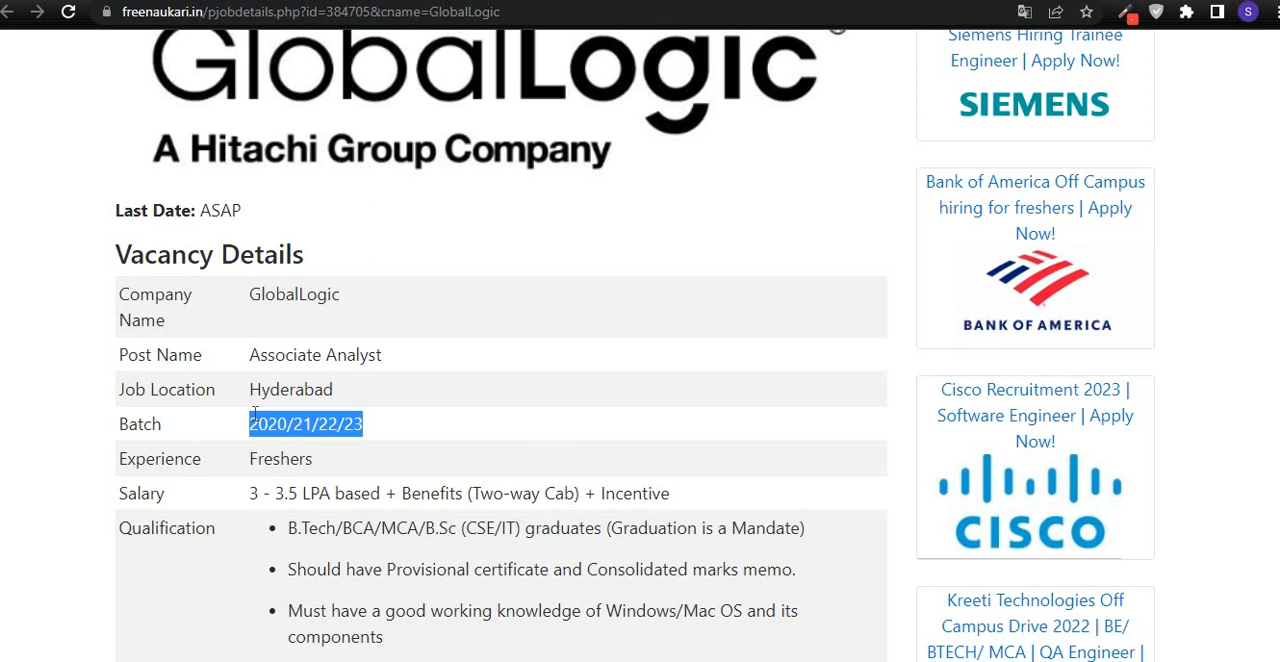 freenaukari.in/pjobdetails.php?id=384705&cname=GlobalLogic
S
GlobalLogic
A Hitachi Group Company
Last Date: ASAP
Vacancy Details
Company Name GlobalLogic
Post Name Associate Analyst
Job Location Hyderabad
Batch 2020/21/22/23
Experience Freshers
Salary 3 - 3.5 LPA based + Benefits (Two-way Cab) + Incentive
Qualification • B.Tech/BCA/MCA/B.Sc (CSE/IT) graduates (Graduation is a Mandate)
• Should have Provisional certificate and Consolidated marks memo.
• Must have a good working knowledge of Windows/Mac OS and its
components
Siemens Hiring Trainee
Engineer | Apply Now!
SIEMENS
Bank of America Off Campus
hiring for freshers | Apply
Now!
BANK OF AMERICA
Cisco Recruitment 2023 |
Software Engineer | Apply
Now!
CISCO
Kreeti Technologies Off
Campus Drive 2022 | BE/
BTECH/ MCA | QA Engineer |